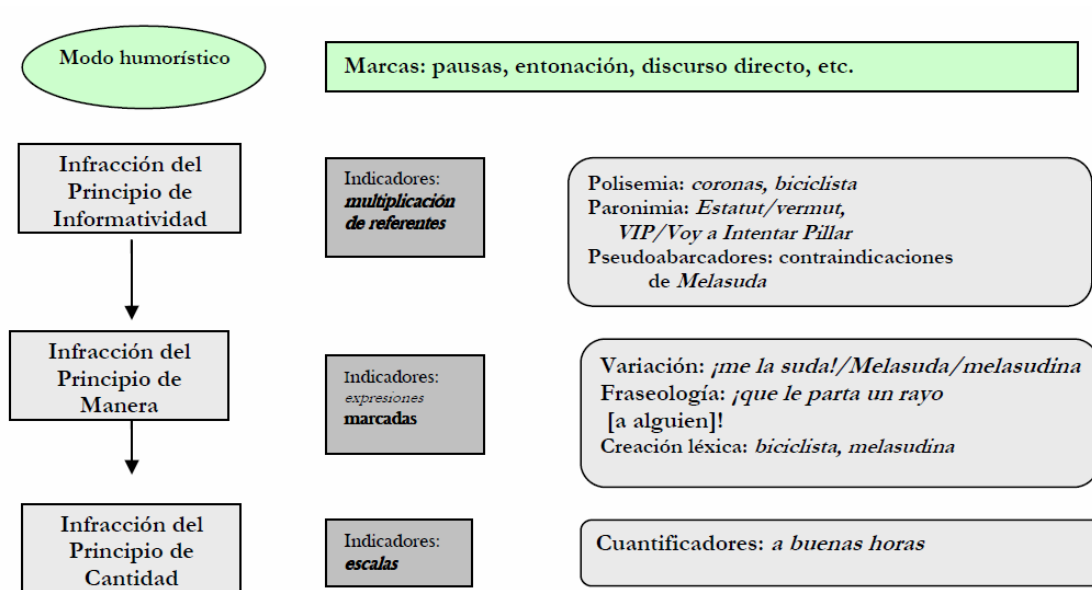 Modo humorístico
Marcas: pausas, entonación, discurso directo, etc.
Infracción del
Principio de
Informatividad
Indicadores:
multiplicación
de referentes
Polisemia: coronas, biciclista
Paronimia: Estatut/vermut,
VIP/Voy a Intentar Pillar
Pseudoabarcadores: contraindicaciones
de Melasuda
Infracción del
Principio de
Manera
Indicadores:
expresiones
marcadas
Variación: ¡me la suda!/Melasuda/melasudina
Fraseología: ¡que le parta un rayo
[a alguien]!
Creación léxica: biciclista, melasudina
Infracción del
Principio de
Cantidad
Indicadores:
escalas
Cuantificadores: a buenas horas